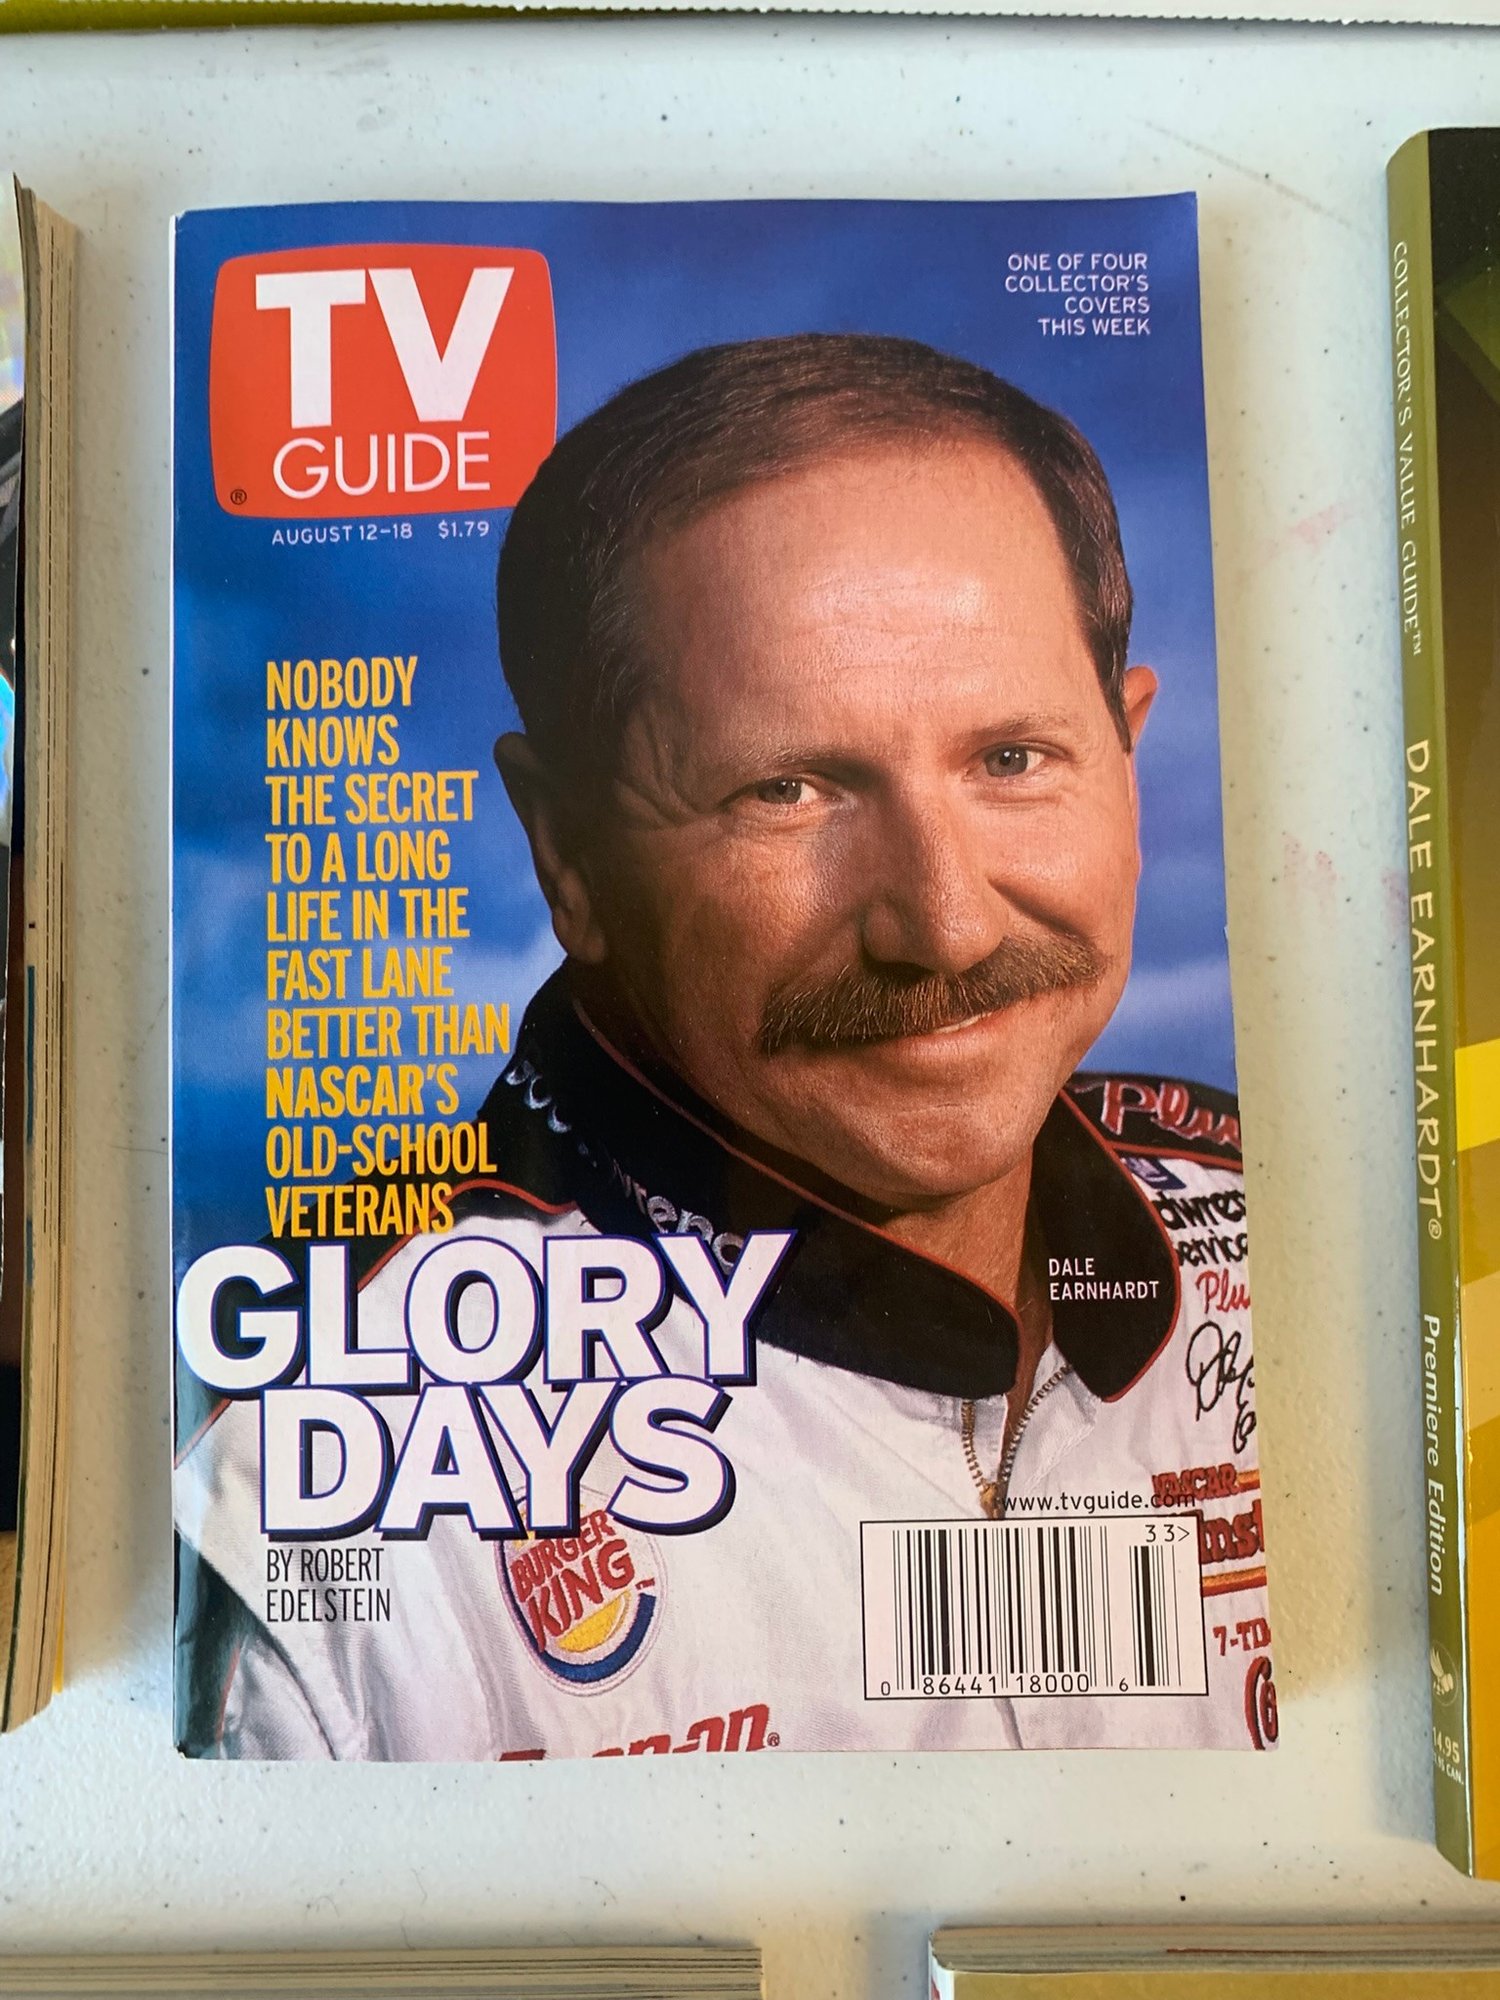 TV
GUIDE
®
AUGUST 12–18 $1.79
ONE OF FOUR
COLLECTOR'S
COVERS
THIS WEEK
NOBODY
KNOWS
THE SECRET
TO A LONG
LIFE IN THE
FAST LANE
BETTER THAN
NASCAR'S
OLD-SCHOOL
VETERANS
GLORY
DAYS
BY ROBERT
EDELSTEIN
DALE
EARNHARDT
BURGER
KING
NASCAR
www.tvguide.com
33>
0 86441 18000 6
COLLECTOR'S VALUE GUIDE™
DALE EARNHARDT®
Premiere Edition